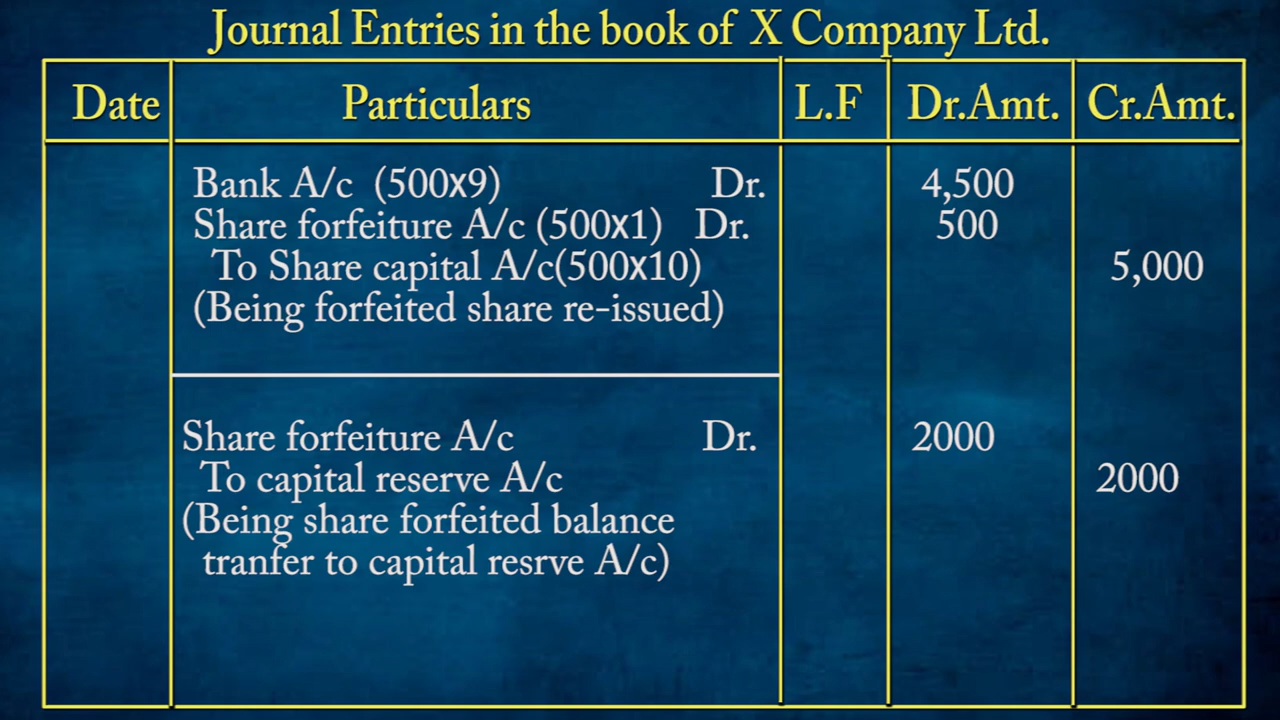 Journal Entries in the book of X Company Ltd.
Date Particulars L.F Dr.Amt. Cr.Amt.
Bank A/c (500x9) Dr. 4,500
Share forfeiture A/c (500x1) Dr. 500
To Share capital A/c(500x10) 5,000
(Being forfeited share re-issued)
Share forfeiture A/c Dr. 2000
To capital reserve A/c 2000
(Being share forfeited balance
tranfer to capital resrve A/c)